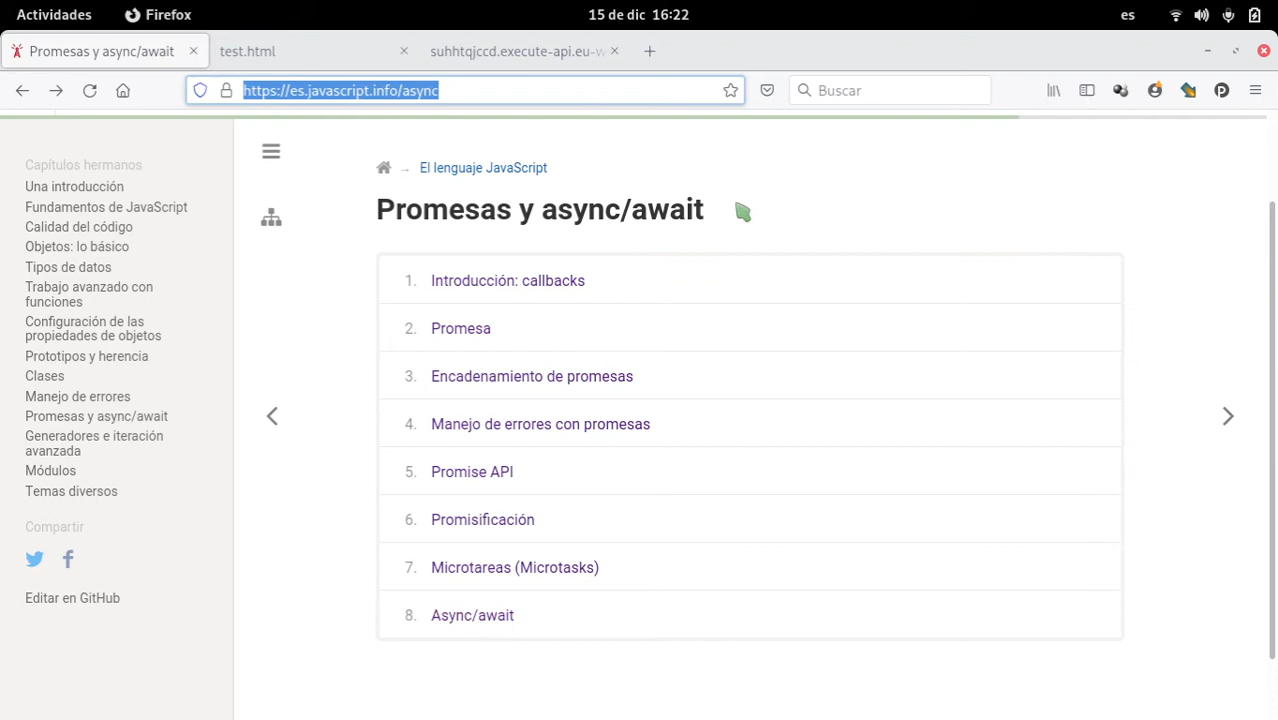 Actividades
Firefox
15 de dic 16:22
es
Promesas y async/await
test.html
suhhtqjccd.execute-api.eu-w
https://es.javascript.info/async
Buscar
Capítulos hermanos
Una introducción
Fundamentos de JavaScript
Calidad del código
Objetos: lo básico
Tipos de datos
Trabajo avanzado con
funciones
Configuración de las
propiedades de objetos
Prototipos y herencia
Clases
Manejo de errores
Promesas y async/await
Generadores e iteración
avanzada
Módulos
Temas diversos
Compartir
Editar en GitHub
El lenguaje JavaScript
Promesas y async/await
1. Introducción: callbacks
2. Promesa
3. Encadenamiento de promesas
4. Manejo de errores con promesas
5. Promise API
6. Promisificación
7. Microtareas (Microtasks)
8. Async/await